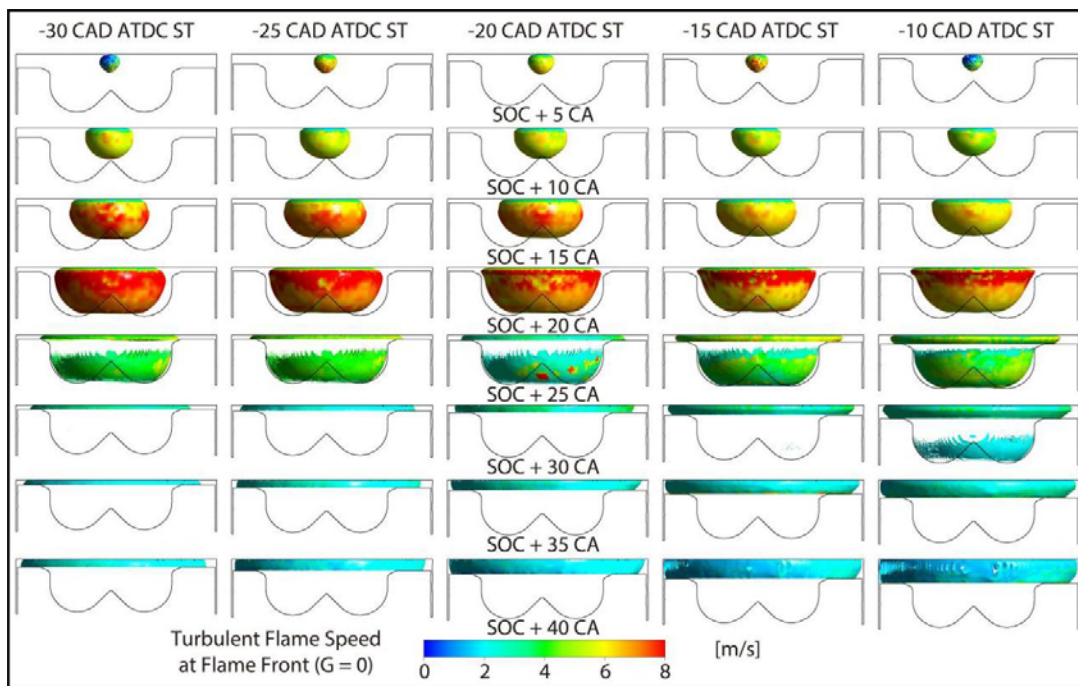 -30 CAD ATDC ST -25 CAD ATDC ST -20 CAD ATDC ST -15 CAD ATDC ST -10 CAD ATDC ST
SOC + 5 CA
SOC + 10 CA
SOC + 15 CA
SOC + 20 CA
SOC + 25 CA
SOC + 30 CA
SOC + 35 CA
SOC + 40 CA
Turbulent Flame Speed
at Flame Front (G = 0)
[m/s]
0 2 4 6 8